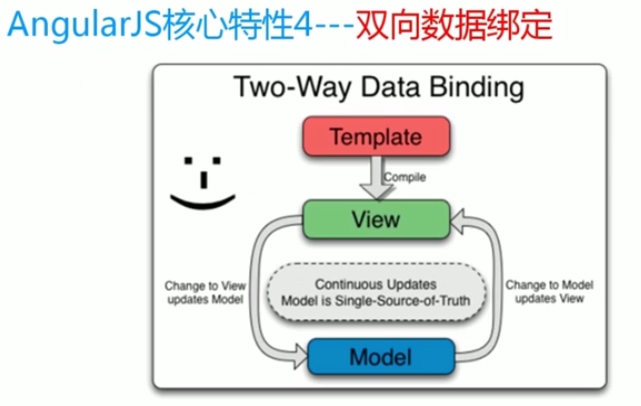 AngularJS核心特性4---双向数据绑定
Two-Way Data Binding
Template
Compile
View
Change to View
updates Model
Continuous Updates
Model is Single-Source-of-Truth
Change to Model
updates View
Model